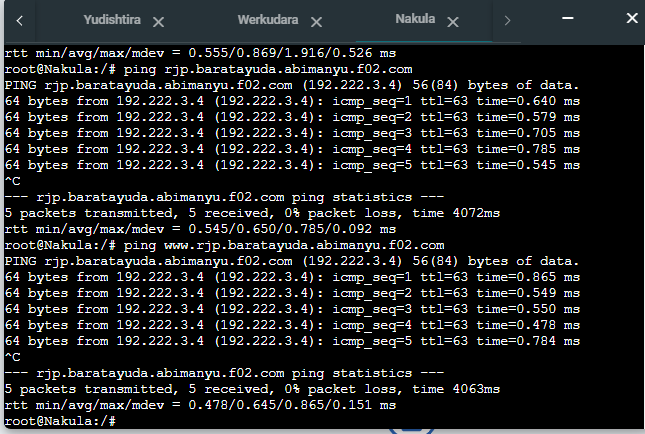 Yudishtira
Werkudara
Nakula
rtt min/avg/max/mdev = 0.555/0.869/1.916/0.526 ms
root@Nakula:/# ping rjp.baratayuda.abimanyu.f02.com
PING rjp.baratayuda.abimanyu.f02.com (192.222.3.4) 56(84) bytes of data.
64 bytes from 192.222.3.4 (192.222.3.4): icmp_seq=1 ttl=63 time=0.640 ms
64 bytes from 192.222.3.4 (192.222.3.4): icmp_seq=2 ttl=63 time=0.579 ms
64 bytes from 192.222.3.4 (192.222.3.4): icmp_seq=3 ttl=63 time=0.705 ms
64 bytes from 192.222.3.4 (192.222.3.4): icmp_seq=4 ttl=63 time=0.785 ms
64 bytes from 192.222.3.4 (192.222.3.4): icmp_seq=5 ttl=63 time=0.545 ms
^C
--- rjp.baratayuda.abimanyu.f02.com ping statistics ---
5 packets transmitted, 5 received, 0% packet loss, time 4072ms
rtt min/avg/max/mdev = 0.545/0.650/0.785/0.092 ms
root@Nakula:/# ping www.rjp.baratayuda.abimanyu.f02.com
PING rjp.baratayuda.abimanyu.f02.com (192.222.3.4) 56(84) bytes of data.
64 bytes from 192.222.3.4 (192.222.3.4): icmp_seq=1 ttl=63 time=0.865 ms
64 bytes from 192.222.3.4 (192.222.3.4): icmp_seq=2 ttl=63 time=0.549 ms
64 bytes from 192.222.3.4 (192.222.3.4): icmp_seq=3 ttl=63 time=0.550 ms
64 bytes from 192.222.3.4 (192.222.3.4): icmp_seq=4 ttl=63 time=0.478 ms
64 bytes from 192.222.3.4 (192.222.3.4): icmp_seq=5 ttl=63 time=0.784 ms
^C
--- rjp.baratayuda.abimanyu.f02.com ping statistics ---
5 packets transmitted, 5 received, 0% packet loss, time 4063ms
rtt min/avg/max/mdev = 0.478/0.645/0.865/0.151 ms
root@Nakula:/#